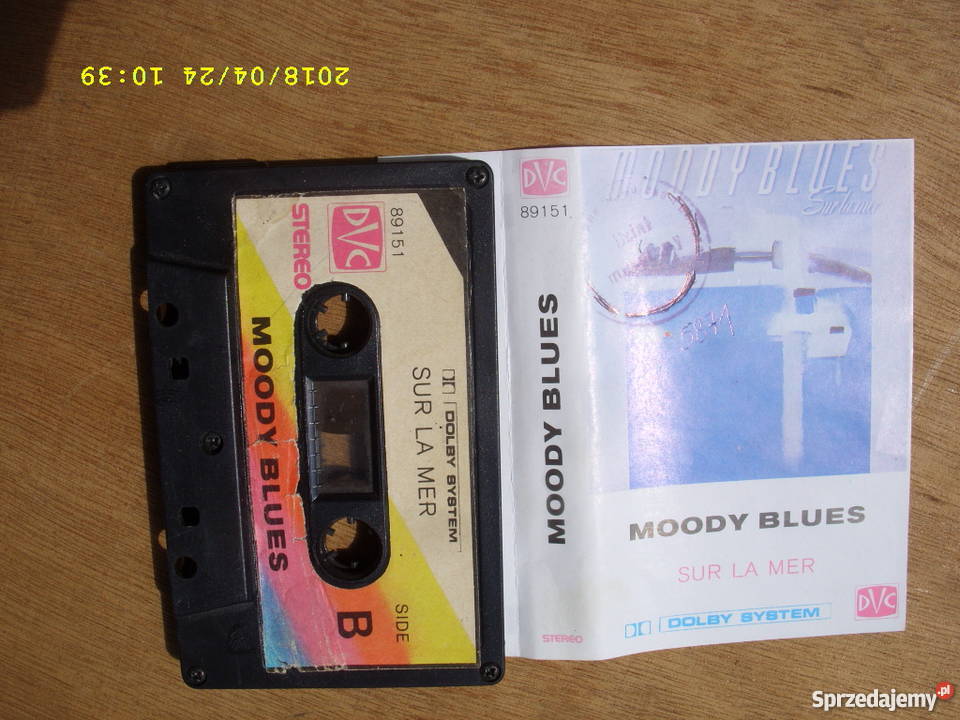 2018/04/24 10:39
89151
DVC
STEREO
MOODY BLUES
DOLBY SYSTEM
SUR LA MER
SIDE
B
DVC
89151
MOODY BLUES
STEREO
MOODY BLUES
Sur la mer
5871
MOODY BLUES
SUR LA MER
DOLBY SYSTEM
DVC
Sprzedajemy.pl